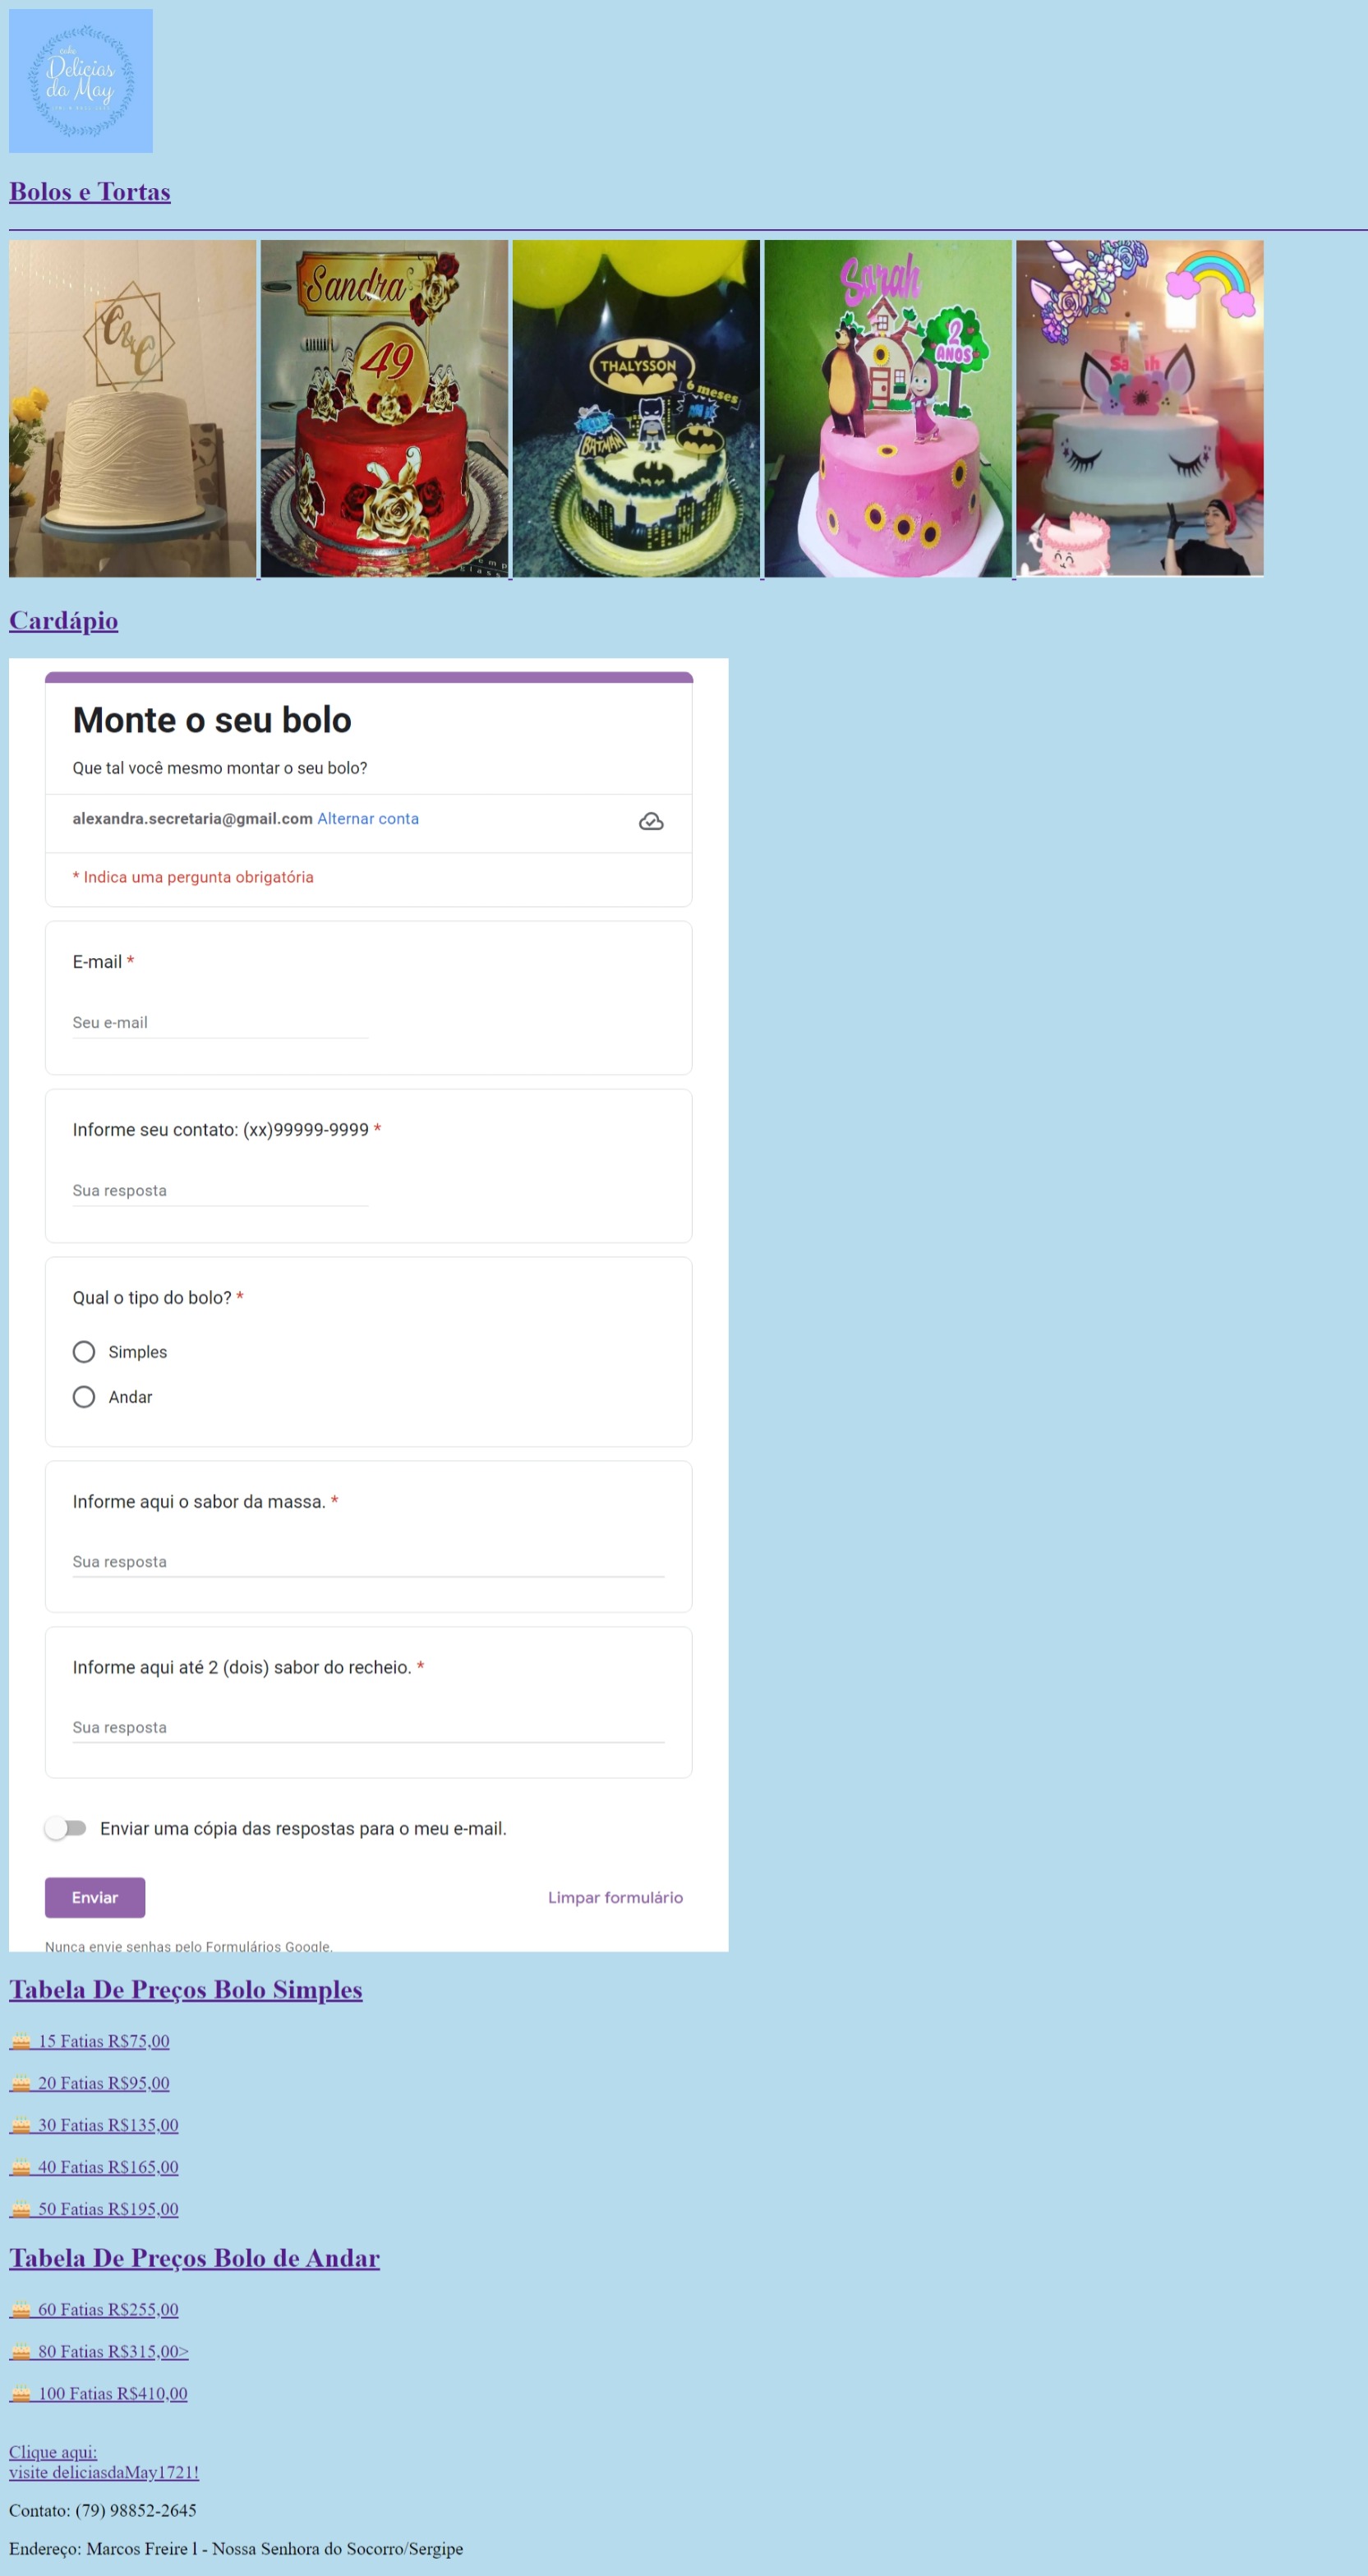 Delicias
da May
Bolos e Tortas
C&C
Sandra
49
THALYSSON
6 meses
BATMAN
Sarah
2
ANOS
Cardápio
Monte o seu bolo
Que tal você mesmo montar o seu bolo?
alexandra.secretaria@gmail.com Alternar conta
* Indica uma pergunta obrigatória
E-mail *
Seu e-mail
Informe seu contato: (xx)99999-9999 *
Sua resposta
Qual o tipo do bolo? *
Simples
Andar
Informe aqui o sabor da massa. *
Sua resposta
Informe aqui até 2 (dois) sabor do recheio. *
Sua resposta
Enviar uma cópia das respostas para o meu e-mail.
Enviar Limpar formulário
Nunca envie senhas pelo Formulários Google.
Tabela De Preços Bolo Simples
🎂 15 Fatias R$75,00
🎂 20 Fatias R$95,00
🎂 30 Fatias R$135,00
🎂 40 Fatias R$165,00
🎂 50 Fatias R$195,00
Tabela De Preços Bolo de Andar
🎂 60 Fatias R$255,00
🎂 80 Fatias R$315,00>
🎂 100 Fatias R$410,00
Clique aqui:
visite deliciasdaMay1721!
Contato: (79) 98852-2645
Endereço: Marcos Freire l - Nossa Senhora do Socorro/Sergipe